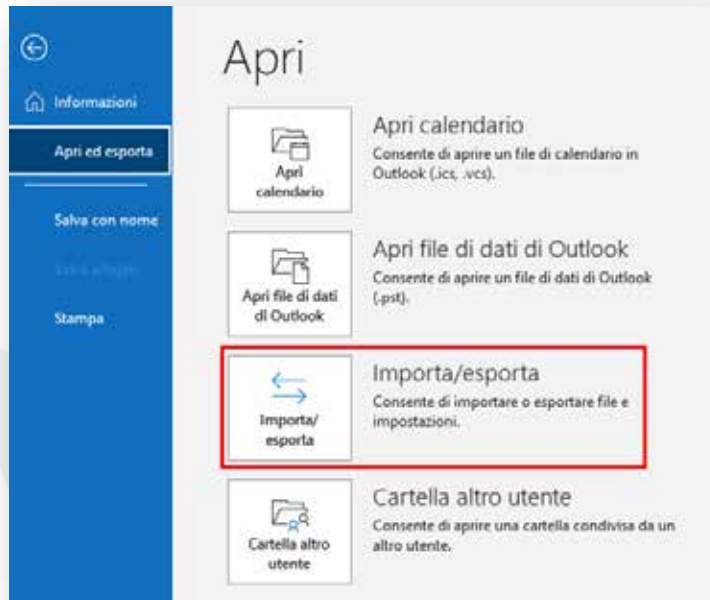 Informazioni
Apri ed esporta
Salva con nome
Salva allegati
Stampa
Apri
Apri
calendario
Apri calendario
Consente di aprire un file di calendario in
Outlook (.ics, .vcs).
Apri file di dati
di Outlook
Apri file di dati di Outlook
Consente di aprire un file di dati di Outlook
(.pst).
Importa/
esporta
Importa/esporta
Consente di importare o esportare file e
impostazioni.
Cartella altro
utente
Cartella altro utente
Consente di aprire una cartella condivisa da un
altro utente.